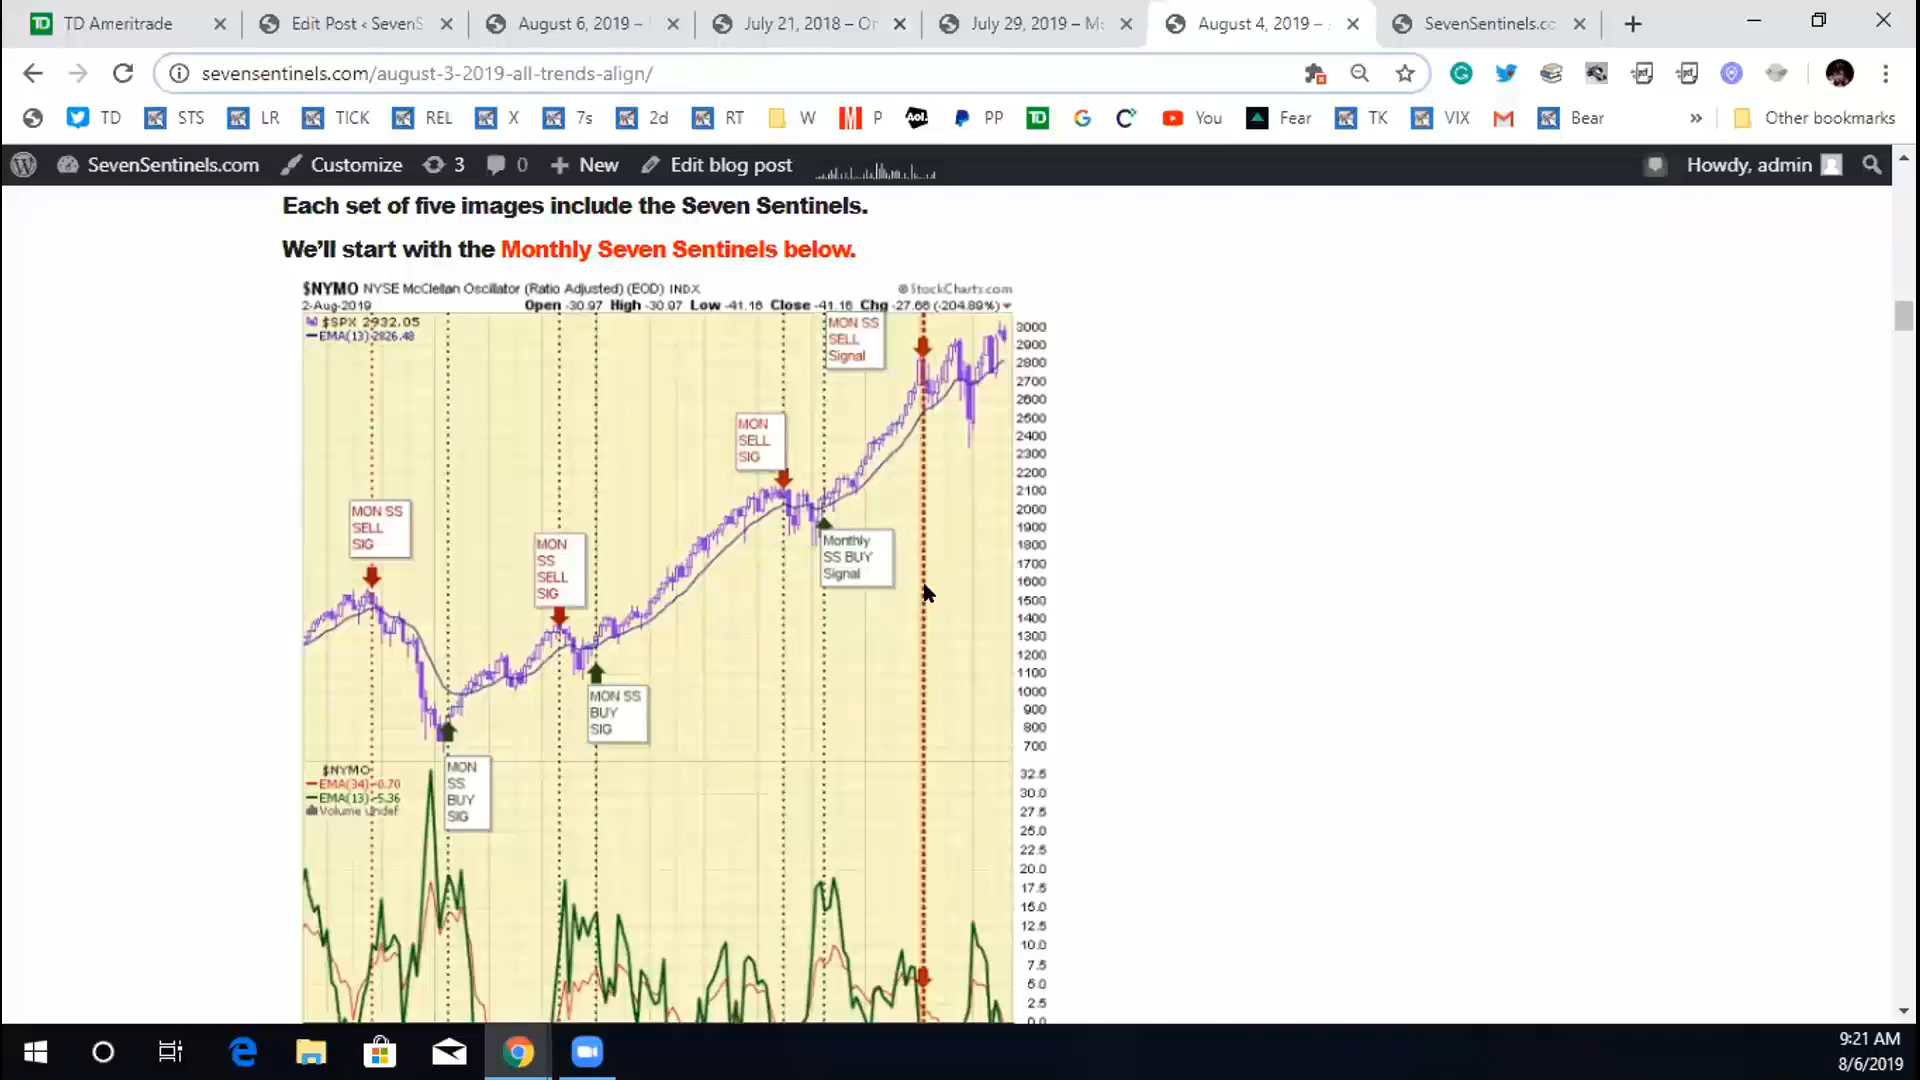 TD Ameritrade
Edit Post ‹ SevenS
August 6, 2019 –
July 21, 2018 – Or
July 29, 2019 – Mo
August 4, 2019 –
SevenSentinels.co
sevensentinels.com/august-3-2019-all-trends-align/
TD STS LR TICK REL X 7s 2d RT W P Aol. PP TD You Fear TK VIX Bear » Other bookmarks
SevenSentinels.com Customize 3 0 New Edit blog post Howdy, admin
Each set of five images include the Seven Sentinels.
We'll start with the Monthly Seven Sentinels below.
$NYMO NYSE McClellan Oscillator (Ratio Adjusted) (EOD) INDX @StockCharts.com
2-Aug-2019 Open -30.97 High -30.97 Low -41.16 Close -41.16 Chg -27.66 (-204.89%)
$SPX 2932.05
EMA(13) 2826.48
MON SS
SELL
Signal
MON
SELL
SIG
MON SS
SELL
SIG
MON
SS
SELL
SIG
Monthly
SS BUY
Signal
MON SS
BUY
SIG
MON
SS
BUY
SIG
3000
2900
2800
2700
2600
2500
2400
2300
2200
2100
2000
1900
1800
1700
1600
1500
1400
1300
1200
1100
1000
900
800
700
$NYMO
EMA(34) -0.70
EMA(13) -5.36
Volume undef
32.5
30.0
27.5
25.0
22.5
20.0
17.5
15.0
12.5
10.0
7.5
5.0
2.5
0.0
9:21 AM
8/6/2019